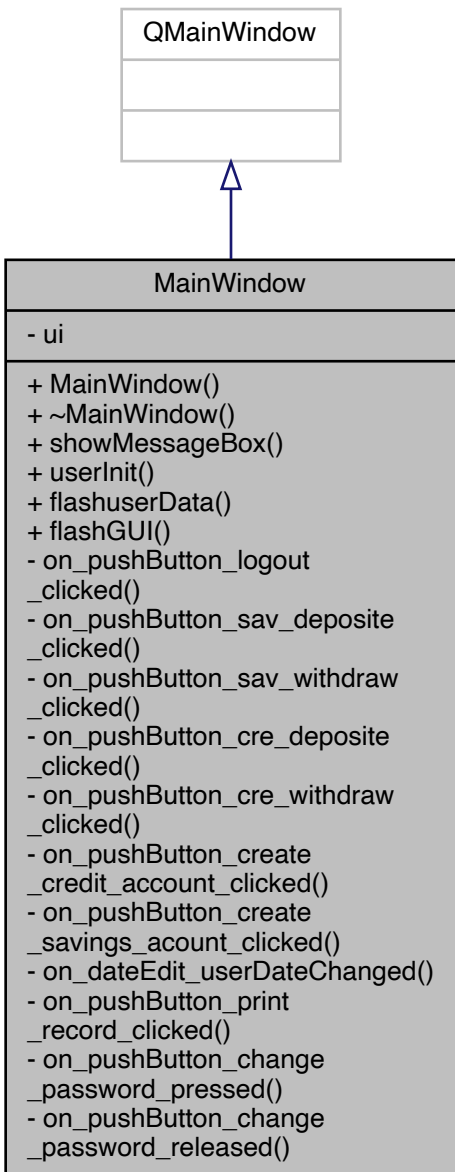 QMainWindow
MainWindow
- ui
+ MainWindow()
+ ~MainWindow()
+ showMessageBox()
+ userInit()
+ flashuserData()
+ flashGUI()
- on_pushButton_logout
_clicked()
- on_pushButton_sav_deposite
_clicked()
- on_pushButton_sav_withdraw
_clicked()
- on_pushButton_cre_deposite
_clicked()
- on_pushButton_cre_withdraw
_clicked()
- on_pushButton_create
_credit_account_clicked()
- on_pushButton_create
_savings_acount_clicked()
- on_dateEdit_userDateChanged()
- on_pushButton_print
_record_clicked()
- on_pushButton_change
_password_pressed()
- on_pushButton_change
_password_released()